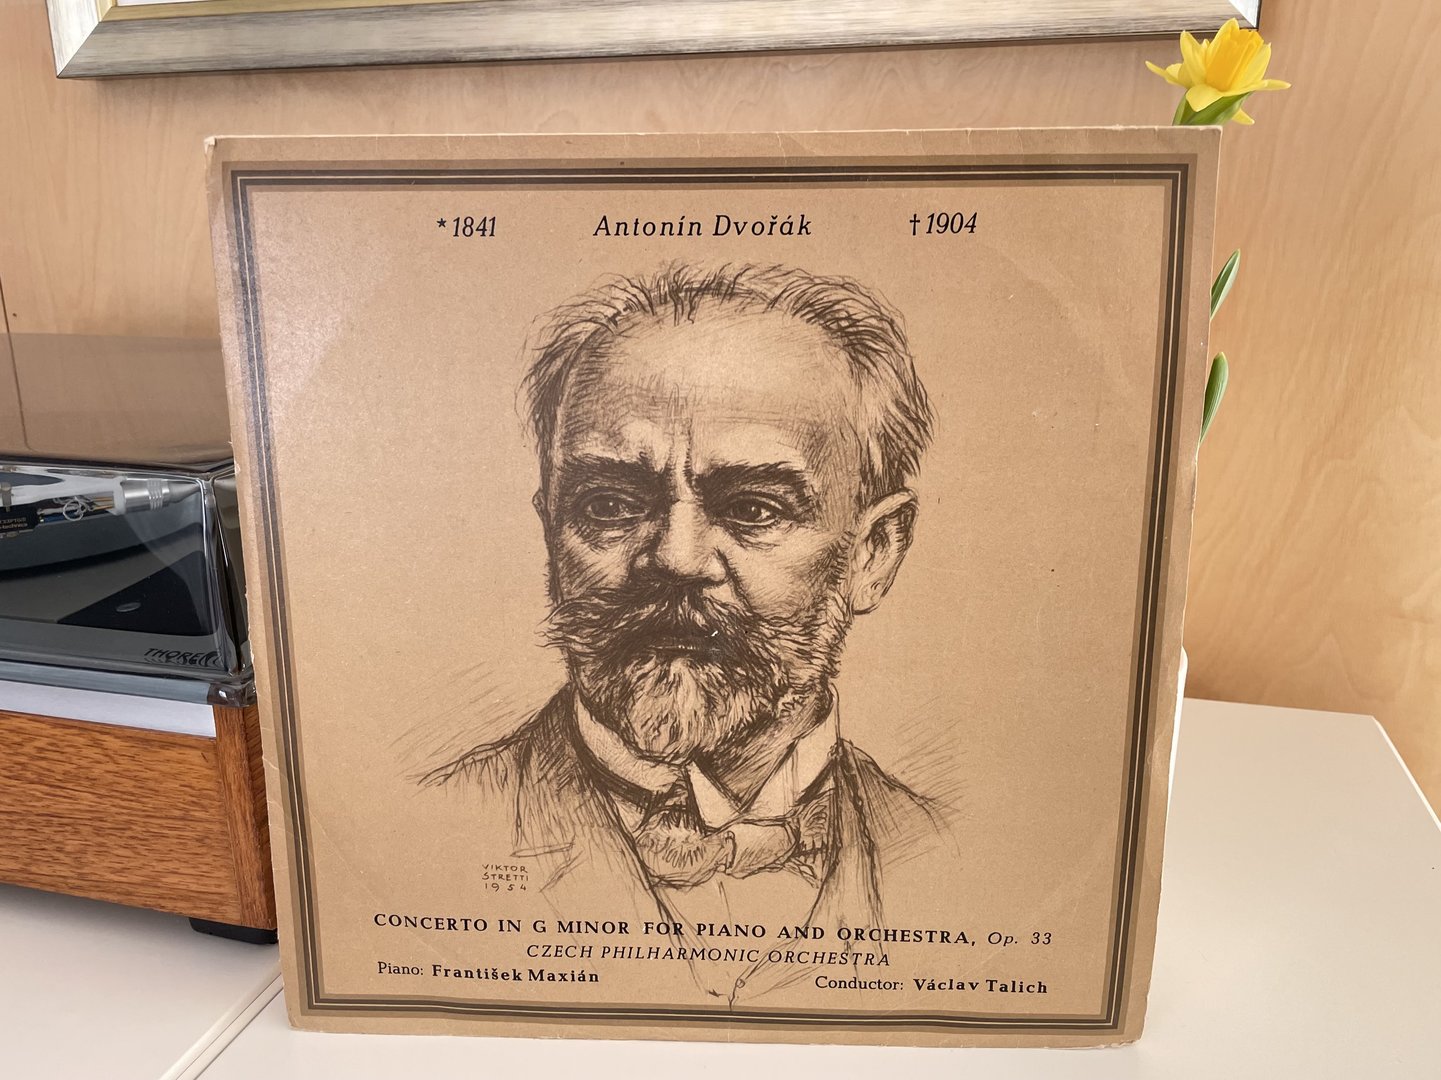 *1841 Antonín Dvořák †1904
THOREN
VIKTOR
STRETTI
1954
CONCERTO IN G MINOR FOR PIANO AND ORCHESTRA, Op. 33
CZECH PHILHARMONIC ORCHESTRA
Piano: František Maxián Conductor: Václav Talich